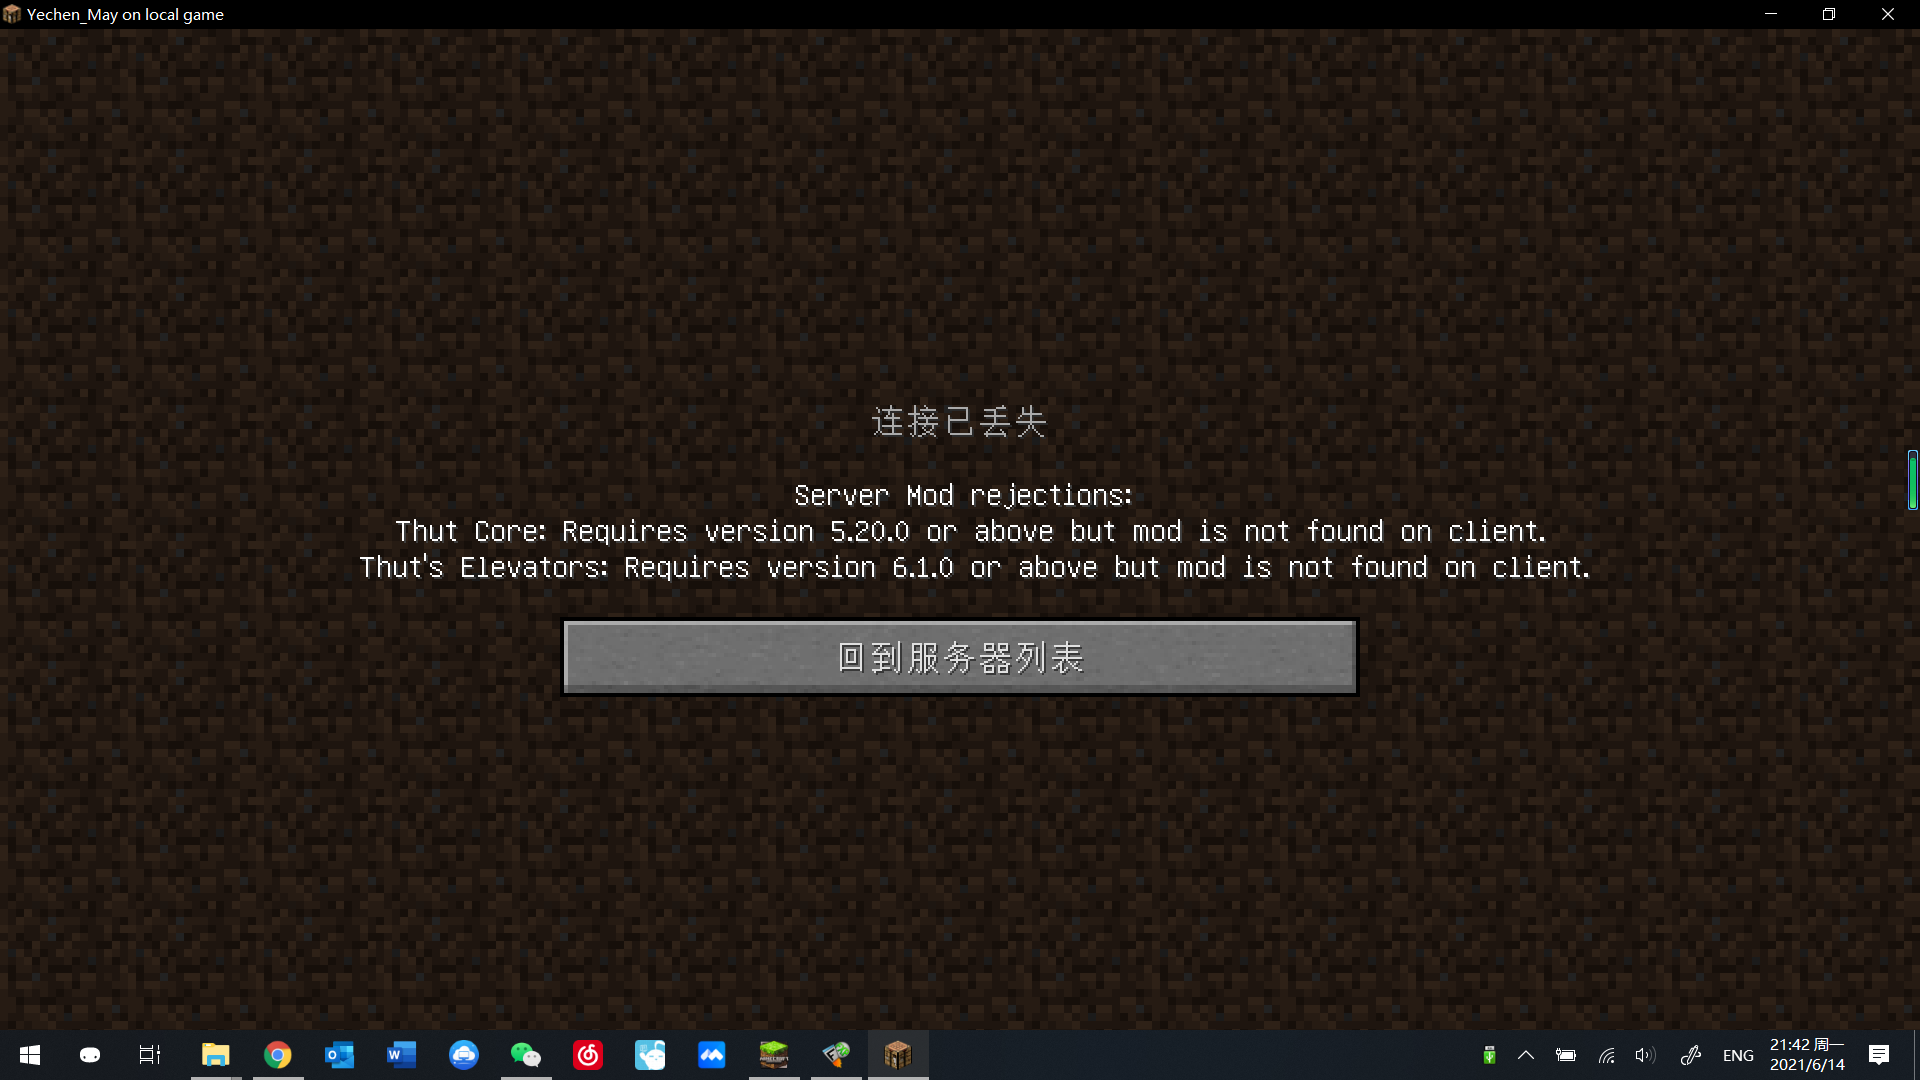 Yechen_May on local game
连接已丢失
Server Mod rejections:
Thut Core: Requires version 5.20.0 or above but mod is not found on client.
Thut's Elevators: Requires version 6.1.0 or above but mod is not found on client.
回到服务器列表
ENG
21:42 周一
2021/6/14